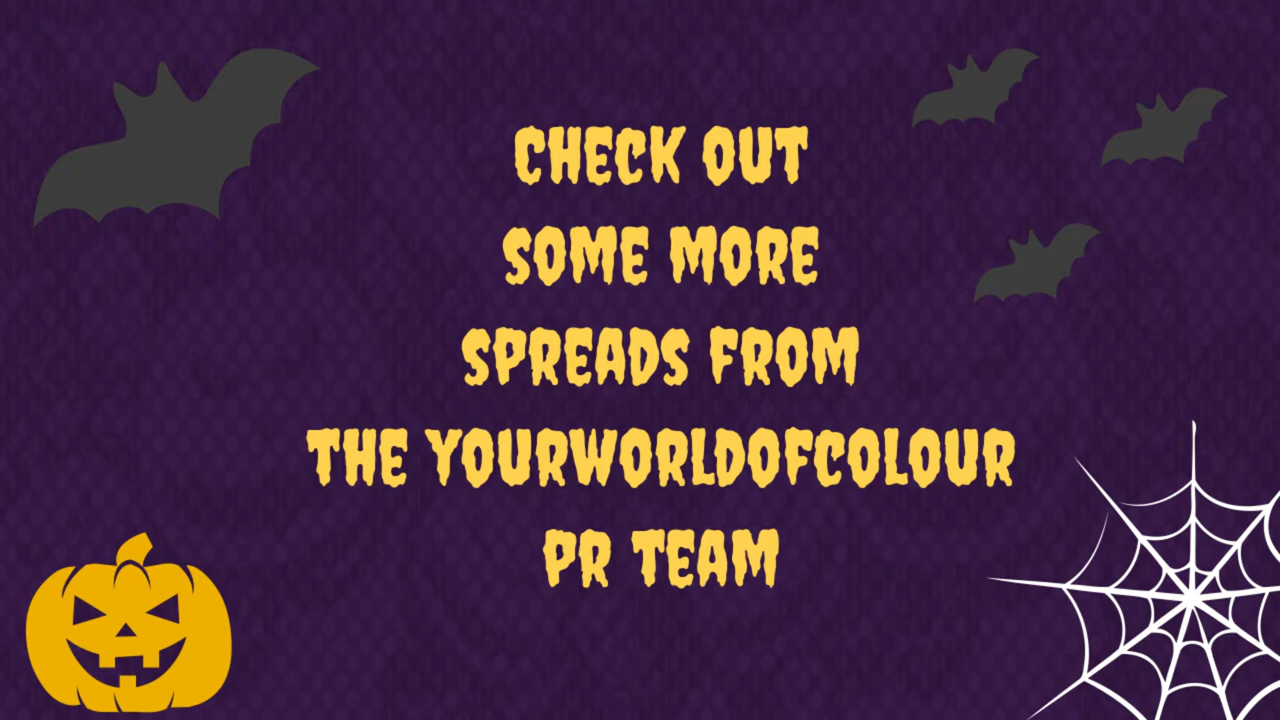 CHECK OUT
SOME MORE
SPREADS FROM
THE YOURWORLDOFCOLOUR
PR TEAM